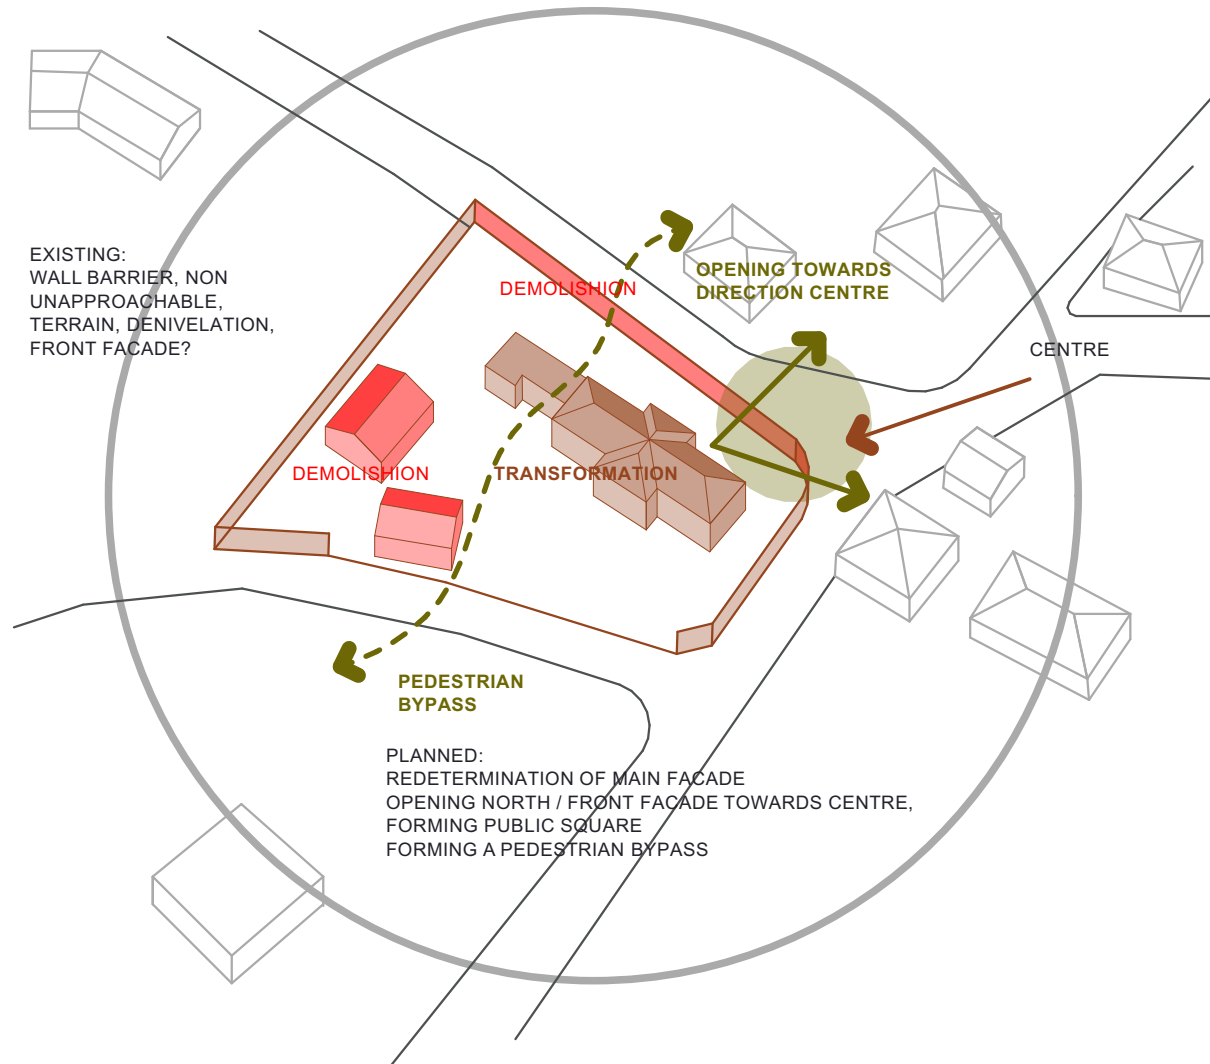 EXISTING:
WALL BARRIER, NON
UNAPPROACHABLE,
TERRAIN, DENIVELATION,
FRONT FACADE?
DEMOLISHION
OPENING TOWARDS
DIRECTION CENTRE
CENTRE
DEMOLISHION
TRANSFORMATION
PEDESTRIAN
BYPASS
PLANNED:
REDETERMINATION OF MAIN FACADE
OPENING NORTH / FRONT FACADE TOWARDS CENTRE,
FORMING PUBLIC SQUARE
FORMING A PEDESTRIAN BYPASS